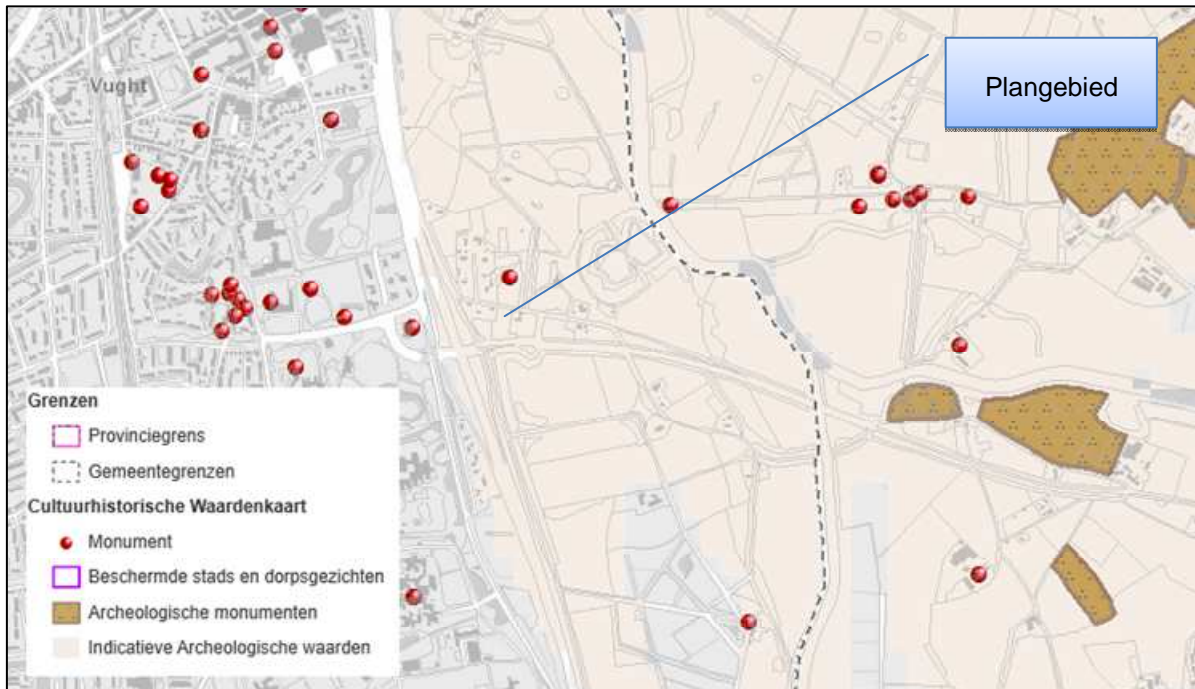 Vught
Plangebied
Grenzen
Provinciegrens
Gemeentegrenzen
Cultuurhistorische Waardenkaart
Monument
Beschermde stads en dorpsgezichten
Archeologische monumenten
Indicatieve Archeologische waarden